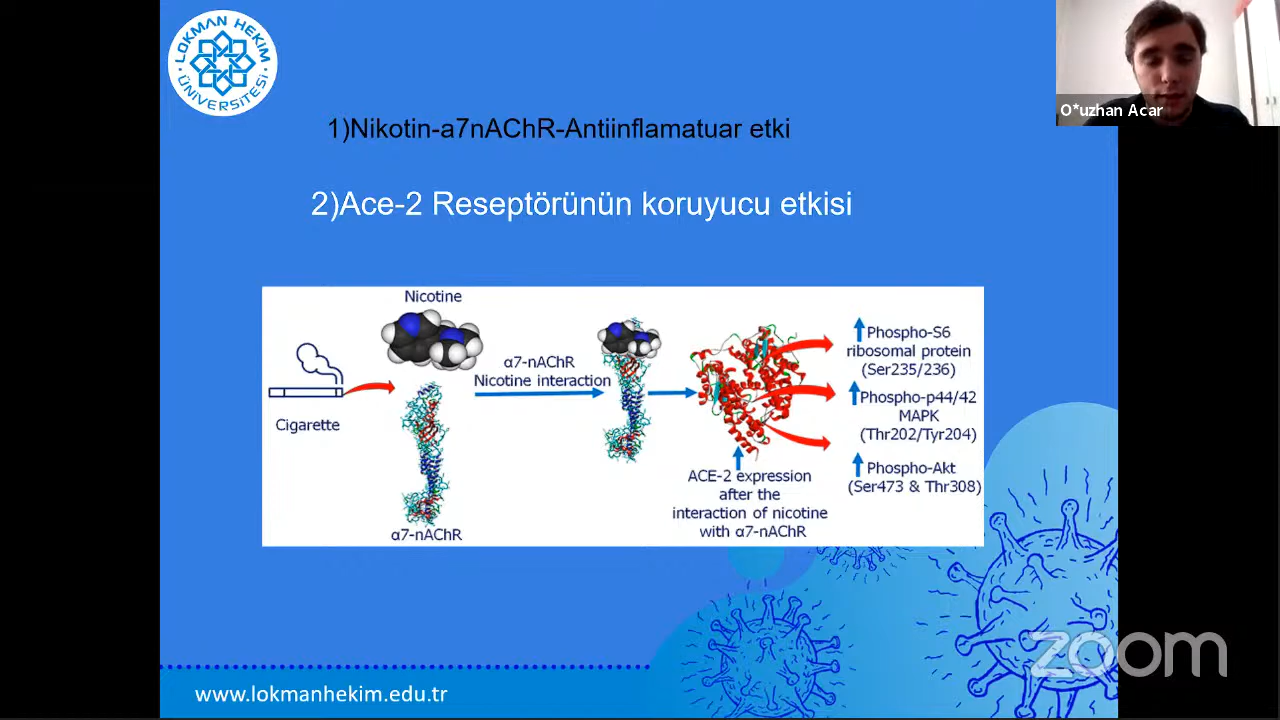 LOKMAN HEKİM
ÜNİVERSİTESİ
O*uzhan Acar
1)Nikotin-a7nAChR-Antiinflamatuar etki
2)Ace-2 Reseptörünün koruyucu etkisi
Nicotine
Cigarette
α7-nAChR
α7-nAChR
Nicotine interaction
ACE-2 expression
after the
interaction of nicotine
with α7-nAChR
Phospho-S6
ribosomal protein
(Ser235/236)
Phospho-p44/42
MAPK
(Thr202/Tyr204)
Phospho-Akt
(Ser473 & Thr308)
zoom
www.lokmanhekim.edu.tr